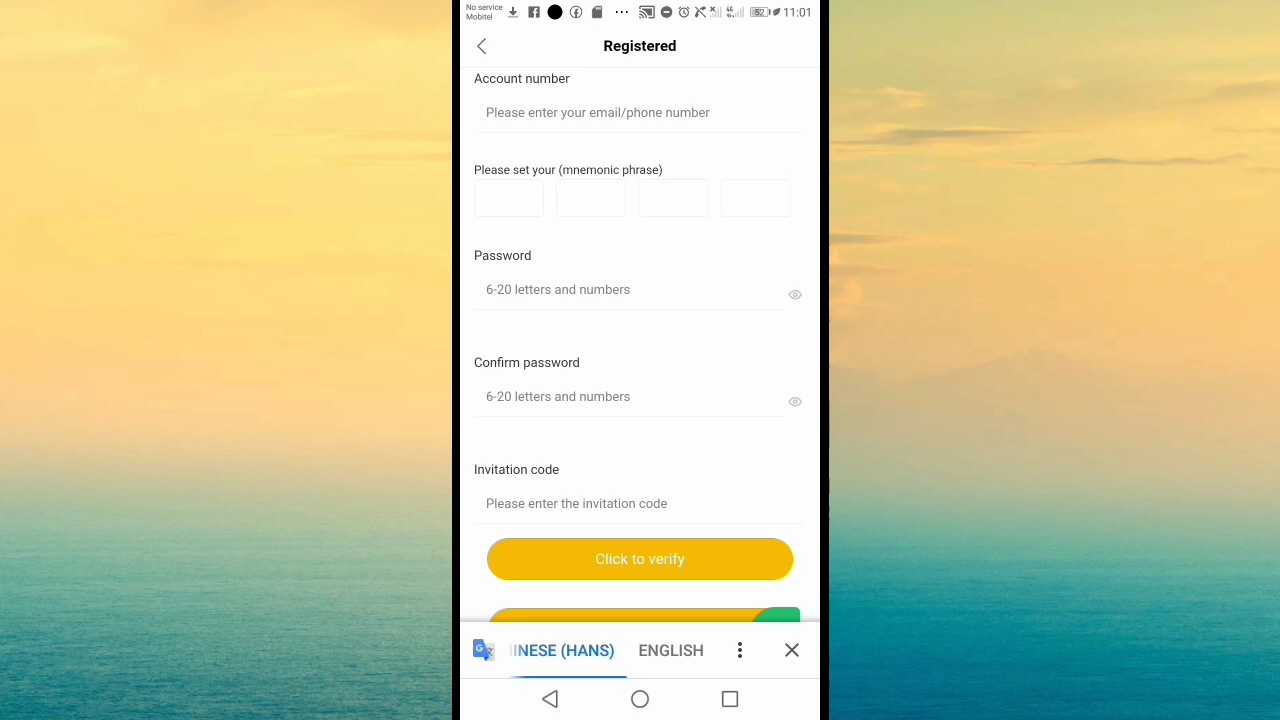 No service
Mobitel
52
11:01
Registered
Account number
Please enter your email/phone number
Please set your (mnemonic phrase)
Password
6-20 letters and numbers
Confirm password
6-20 letters and numbers
Invitation code
Please enter the invitation code
Click to verify
INESE (HANS) ENGLISH